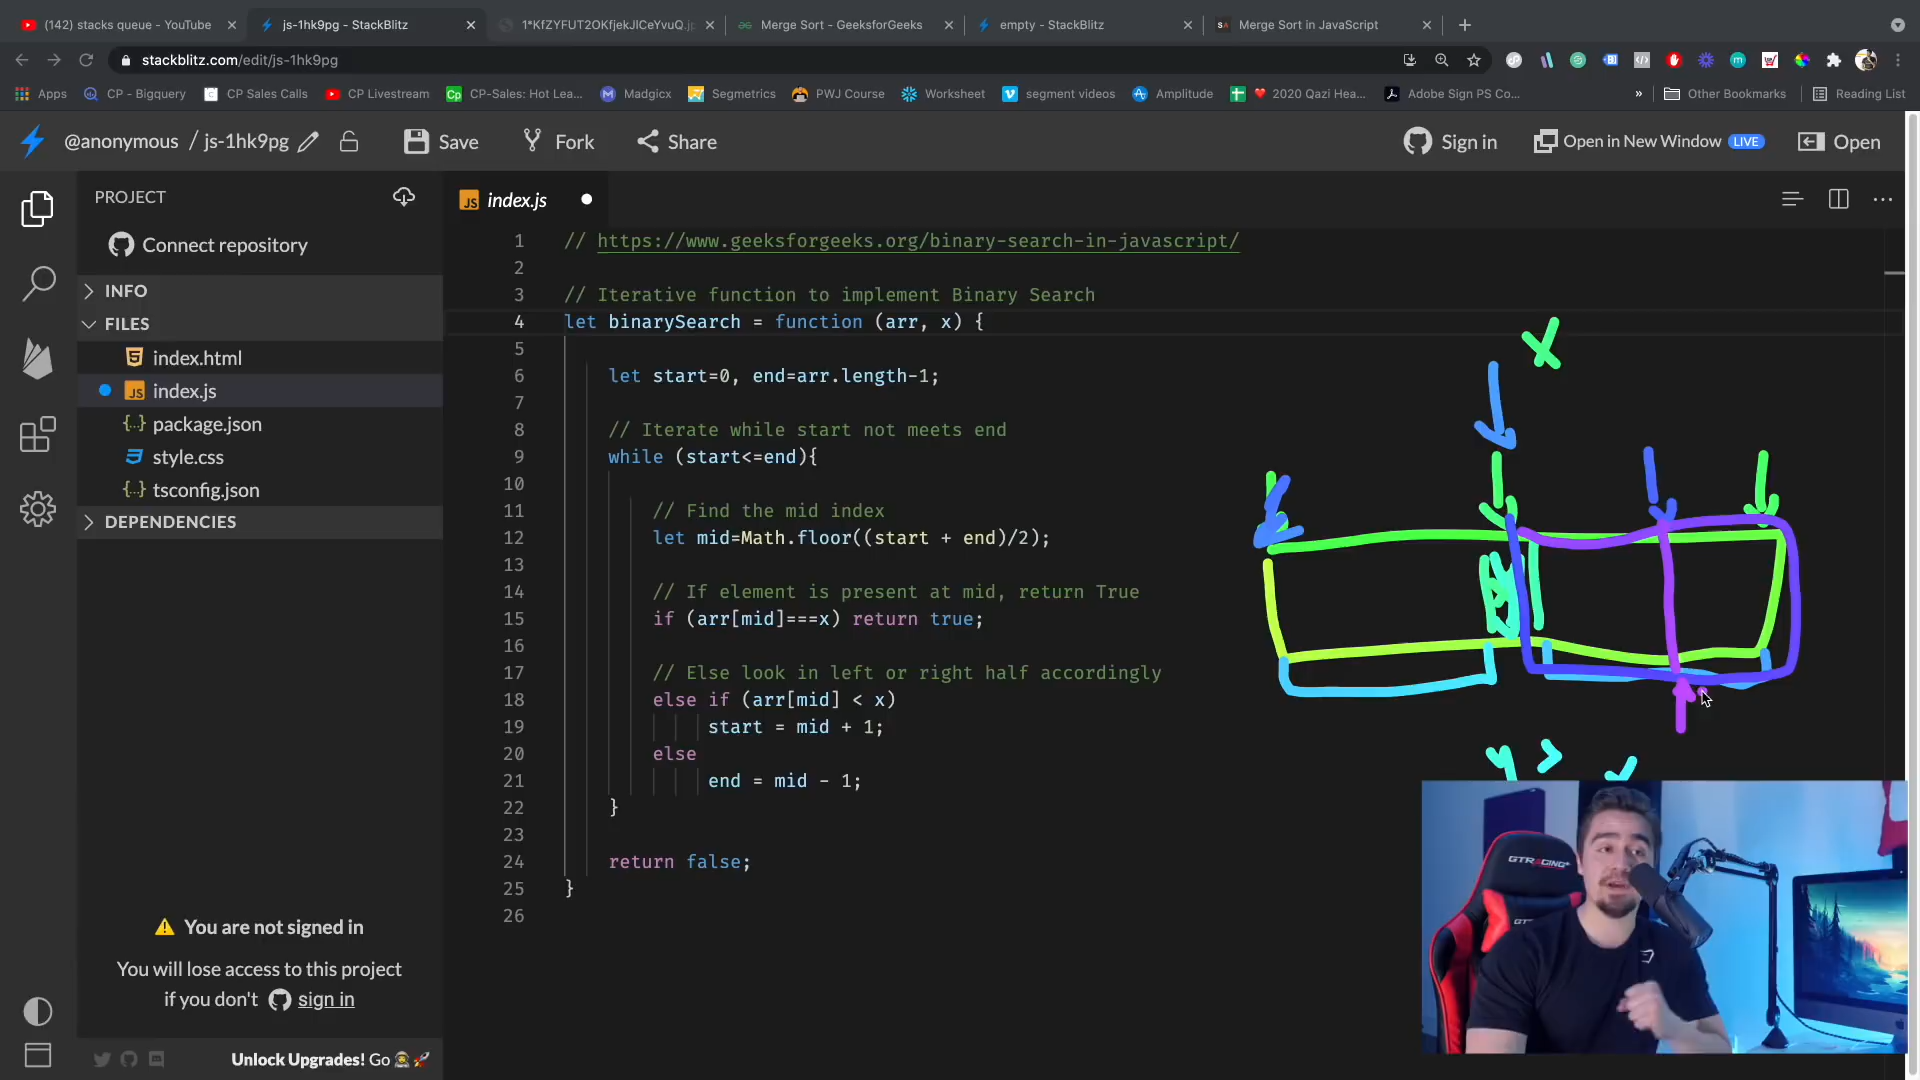 (142) stacks queue - YouTube
js-1hk9pg - StackBlitz
1*KfZYFUT2OKfjekJlCeYvuQ.jp
Merge Sort - GeeksforGeeks
empty - StackBlitz
Merge Sort in JavaScript
stackblitz.com/edit/js-1hk9pg
Apps
CP - Bigquery
CP Sales Calls
CP Livestream
CP-Sales: Hot Lea...
Madgicx
Segmetrics
PWJ Course
Worksheet
segment videos
Amplitude
2020 Qazi Hea...
Adobe Sign PS Co...
»
Other Bookmarks
Reading List
@anonymous / js-1hk9pg
Save
Fork
Share
Sign in
Open in New Window LIVE
Open
PROJECT
Connect repository
INFO
FILES
index.html
index.js
package.json
style.css
tsconfig.json
DEPENDENCIES
You are not signed in
You will lose access to this project
if you don't sign in
Unlock Upgrades! Go
JS index.js
1 // https://www.geeksforgeeks.org/binary-search-in-javascript/
2
3 // Iterative function to implement Binary Search
4 let binarySearch = function (arr, x) {
5
6 let start=0, end=arr.length-1;
7
8 // Iterate while start not meets end
9 while (start<=end){
10
11 // Find the mid index
12 let mid=Math.floor((start + end)/2);
13
14 // If element is present at mid, return True
15 if (arr[mid]===x) return true;
16
17 // Else look in left or right half accordingly
18 else if (arr[mid] < x)
19 start = mid + 1;
20 else
21 end = mid - 1;
22 }
23
24 return false;
25 }
26
x
GTRACING